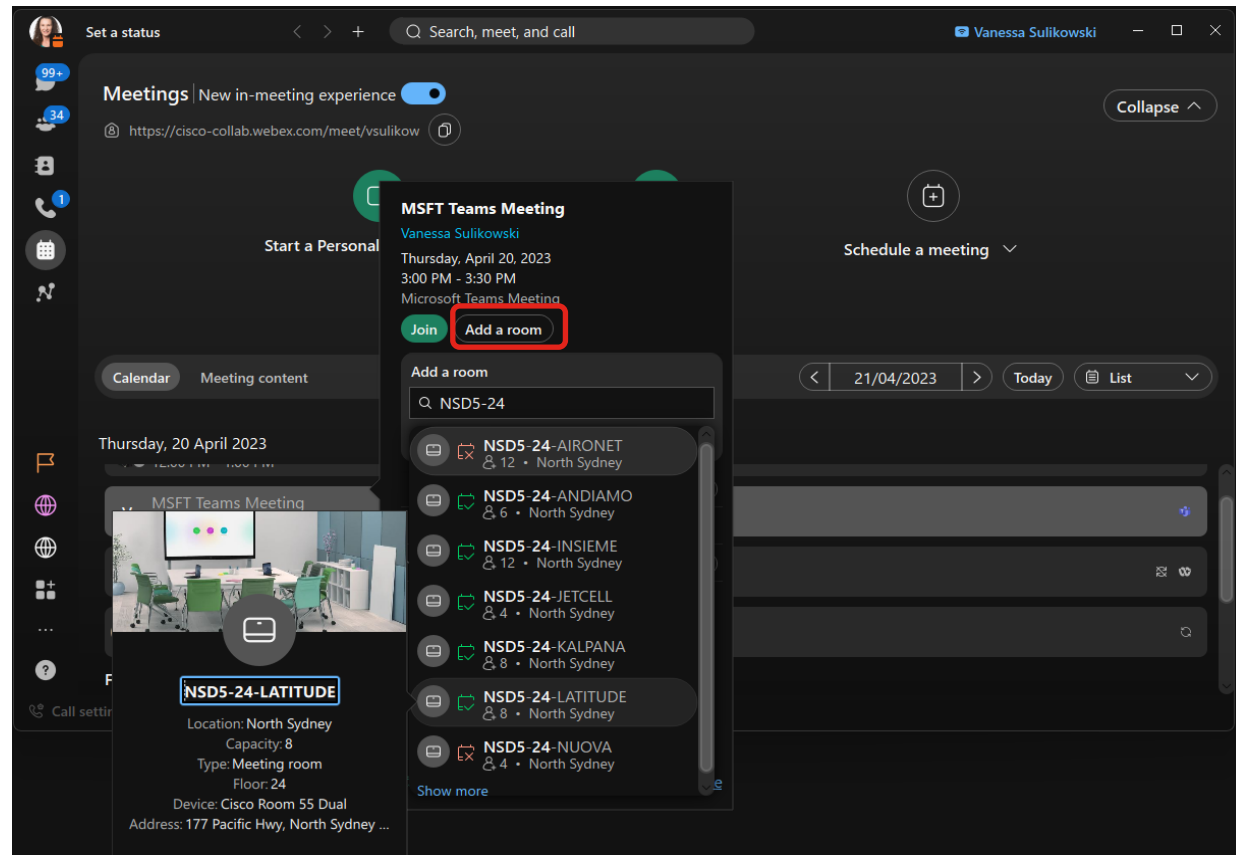 Set a status
Search, meet, and call
Vanessa Sulikowski
99+
Meetings | New in-meeting experience
34
https://cisco-collab.webex.com/meet/vsulikow
Collapse
1
Start a Personal
Schedule a meeting
MSFT Teams Meeting
Vanessa Sulikowski
Thursday, April 20, 2023
3:00 PM - 3:30 PM
Microsoft Teams Meeting
Join
Add a room
Add a room
NSD5-24
Calendar
Meeting content
21/04/2023
Today
List
Thursday, 20 April 2023
12:00 PM - 1:00 PM
MSFT Teams Meeting
NSD5-24-AIRONET
12 • North Sydney
NSD5-24-ANDIAMO
6 • North Sydney
NSD5-24-INSIEME
12 • North Sydney
NSD5-24-JETCELL
4 • North Sydney
NSD5-24-KALPANA
8 • North Sydney
NSD5-24-LATITUDE
8 • North Sydney
NSD5-24-NUOVA
4 • North Sydney
Show more
Call
NSD5-24-LATITUDE
Location: North Sydney
Capacity: 8
Type: Meeting room
Floor: 24
Device: Cisco Room 55 Dual
Address: 177 Pacific Hwy, North Sydney ...